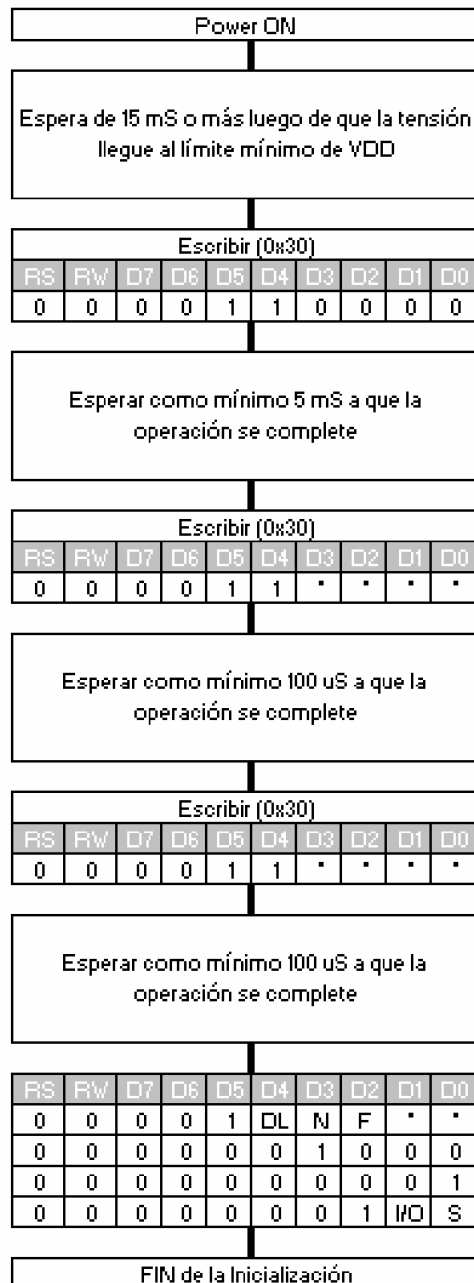 Power ON
Espera de 15 mS o más luego de que la tensión
llegue al límite mínimo de VDD
Escribir (0x30)
RS RW D7 D6 D5 D4 D3 D2 D1 D0
0 0 0 0 1 1 0 0 0 0
Esperar como mínimo 5 mS a que la
operación se complete
Escribir (0x30)
RS RW D7 D6 D5 D4 D3 D2 D1 D0
0 0 0 0 1 1 * * * *
Esperar como mínimo 100 uS a que la
operación se complete
Escribir (0x30)
RS RW D7 D6 D5 D4 D3 D2 D1 D0
0 0 0 0 1 1 * * * *
Esperar como mínimo 100 uS a que la
operación se complete
RS RW D7 D6 D5 D4 D3 D2 D1 D0
0 0 0 0 1 DL N F * *
0 0 0 0 0 0 1 0 0 0
0 0 0 0 0 0 0 0 0 1
0 0 0 0 0 0 0 1 I/O S
FIN de la Inicialización